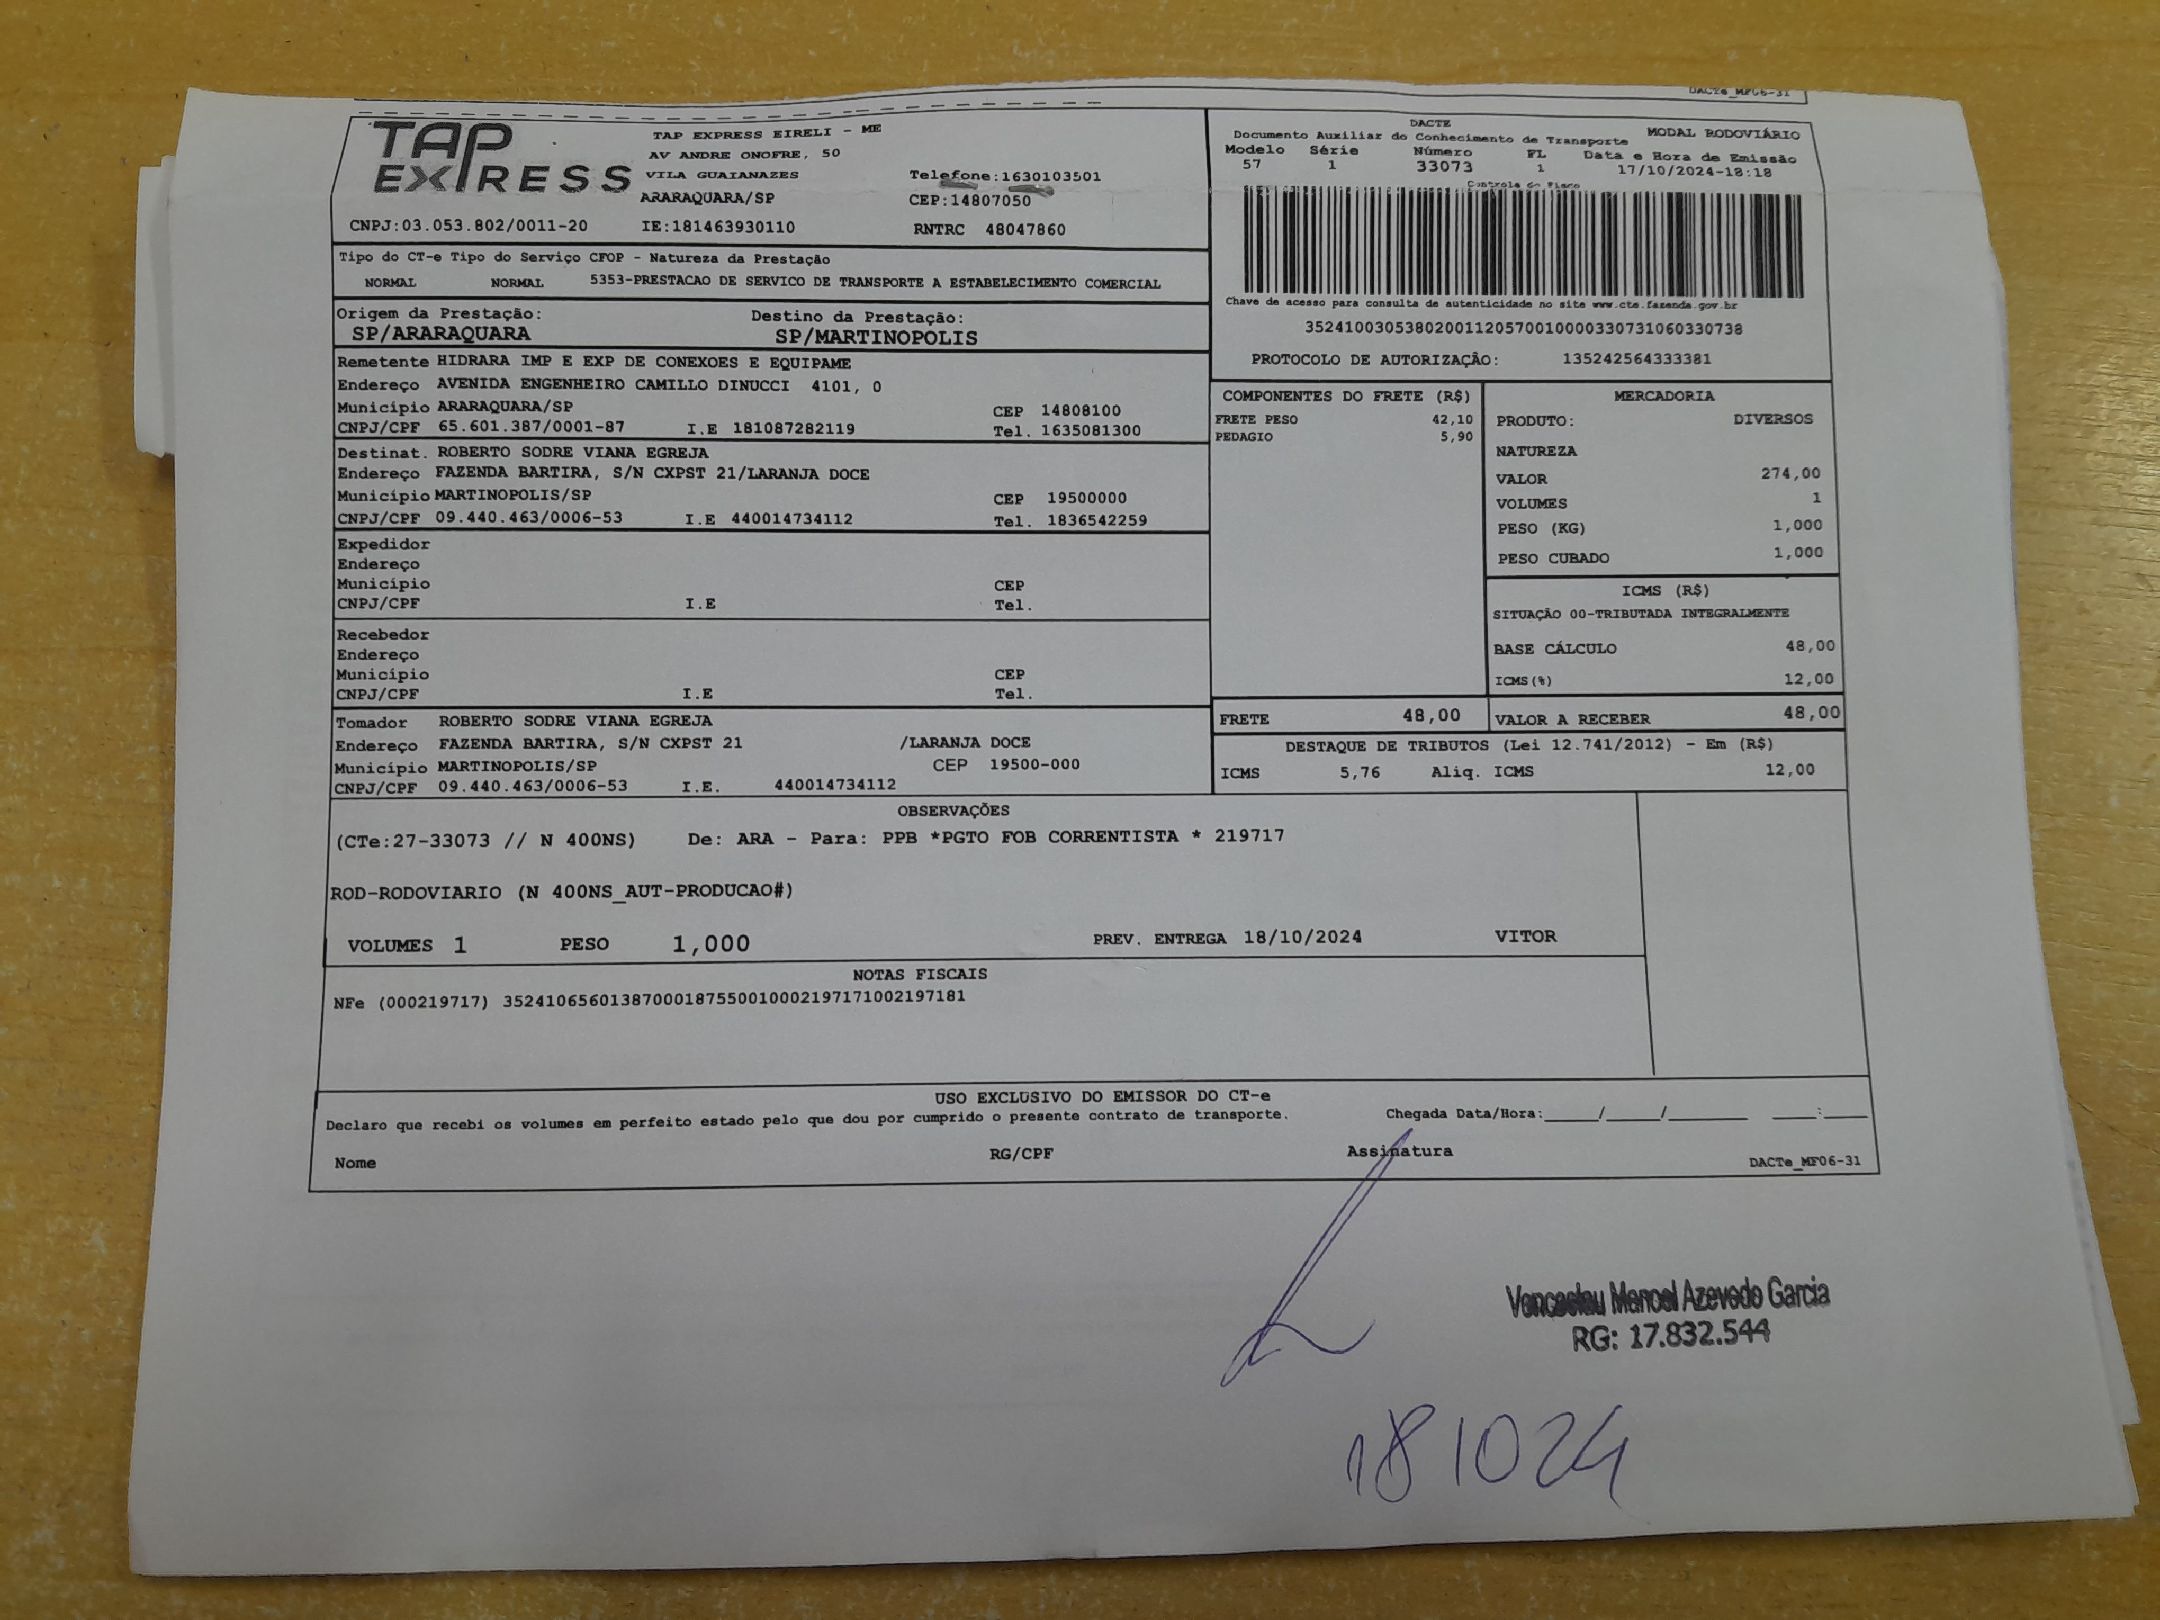 DACTe_MF06-31
TAP EXPRESS
TAP EXPRESS EIRELI - ME
AV ANDRE ONOFRE, 50
VILA GUAIANAZES Telefone:1630103501
ARARAQUARA/SP CEP:14807050
CNPJ:03.053.802/0011-20 IE:181463930110 RNTRC 48047860
DACTE
Documento Auxiliar do Conhecimento de Transporte MODAL RODOVIÁRIO
Modelo Série Número FL Data e Hora de Emissão
57 1 33073 1 17/10/2024-18:18
Controle do Fisco
Chave de acesso para consulta de autenticidade no site www.cte.fazenda.gov.br
35241003053802001120570010000330731060330738
PROTOCOLO DE AUTORIZAÇÃO: 135242564333381
Tipo do CT-e Tipo do Serviço CFOP - Natureza da Prestação
NORMAL NORMAL 5353-PRESTACAO DE SERVICO DE TRANSPORTE A ESTABELECIMENTO COMERCIAL
Origem da Prestação: Destino da Prestação:
SP/ARARAQUARA SP/MARTINOPOLIS
Remetente HIDRARA IMP E EXP DE CONEXOES E EQUIPAME
Endereço AVENIDA ENGENHEIRO CAMILLO DINUCCI 4101, 0
Município ARARAQUARA/SP CEP 14808100
CNPJ/CPF 65.601.387/0001-87 I.E 181087282119 Tel. 1635081300
Destinat. ROBERTO SODRE VIANA EGREJA
Endereço FAZENDA BARTIRA, S/N CXPST 21/LARANJA DOCE
Município MARTINOPOLIS/SP CEP 19500000
CNPJ/CPF 09.440.463/0006-53 I.E 440014734112 Tel. 1836542259
Expedidor
Endereço
Município CEP
CNPJ/CPF I.E Tel.
Recebedor
Endereço
Município CEP
CNPJ/CPF I.E Tel.
Tomador ROBERTO SODRE VIANA EGREJA
Endereço FAZENDA BARTIRA, S/N CXPST 21 /LARANJA DOCE
Município MARTINOPOLIS/SP CEP 19500-000
CNPJ/CPF 09.440.463/0006-53 I.E. 440014734112
COMPONENTES DO FRETE (R$)
FRETE PESO 42,10
PEDAGIO 5,90
MERCADORIA
PRODUTO: DIVERSOS
NATUREZA
VALOR 274,00
VOLUMES 1
PESO (KG) 1,000
PESO CUBADO 1,000
ICMS (R$)
SITUAÇÃO 00-TRIBUTADA INTEGRALMENTE
BASE CÁLCULO 48,00
ICMS(%) 12,00
FRETE 48,00 VALOR A RECEBER 48,00
DESTAQUE DE TRIBUTOS (Lei 12.741/2012) - Em (R$)
ICMS 5,76 Aliq. ICMS 12,00
OBSERVAÇÕES
(CTe:27-33073 // N 400NS) De: ARA - Para: PPB *PGTO FOB CORRENTISTA * 219717
ROD-RODOVIARIO (N 400NS_AUT-PRODUCAO#)
VOLUMES 1 PESO 1,000 PREV. ENTREGA 18/10/2024 VITOR
NOTAS FISCAIS
NFe (000219717) 35241065601387000187550010002197171002197181
USO EXCLUSIVO DO EMISSOR DO CT-e
Declaro que recebi os volumes em perfeito estado pelo que dou por cumprido o presente contrato de transporte. Chegada Data/Hora:____/____/______ ____:____
Nome RG/CPF Assinatura DACTe_MF06-31
Venceslau Manoel Azevedo Garcia
RG: 17.832.544
181024